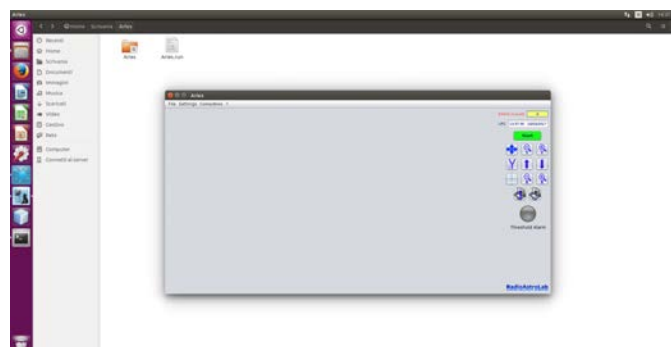 Aries
Home Scrivania Aries
Recenti
Home
Scrivania
Documenti
Immagini
Musica
Scaricati
Video
Cestino
Rete
Computer
Connetti al server
Aries
Aries.run
Aries
File Settings Connection ?
Start
Threshold Alarm
RadioAstroLab